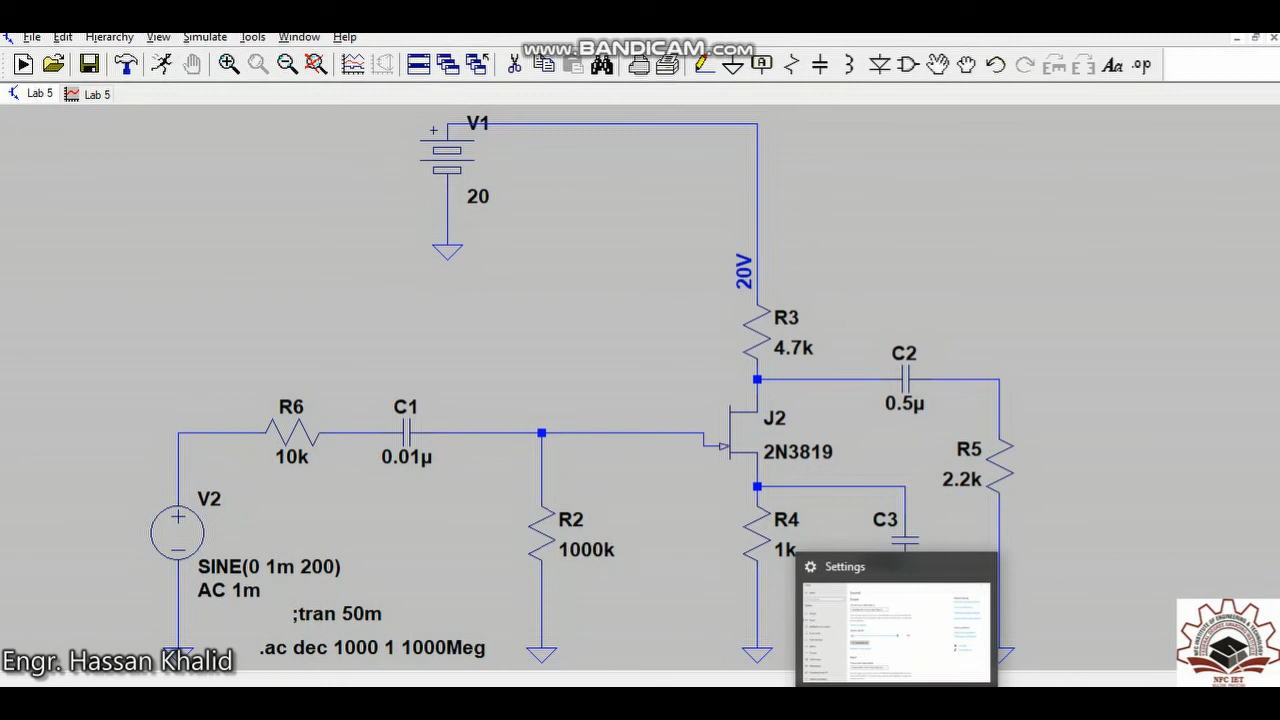 File Edit Hierarchy View Simulate Tools Window Help
www.BANDICAM.com
.op
Lab 5 Lab 5
V1
+
20
20V
R3
4.7k
C2
0.5µ
R6
10k
C1
0.01µ
J2
2N3819
R5
2.2k
V2
R2
1000k
R4
1k
C3
SINE(0 1m 200)
AC 1m
;tran 50m
.ac dec 1000 1 1000Meg
Settings
Engr. Hassan Khalid
NFC IET